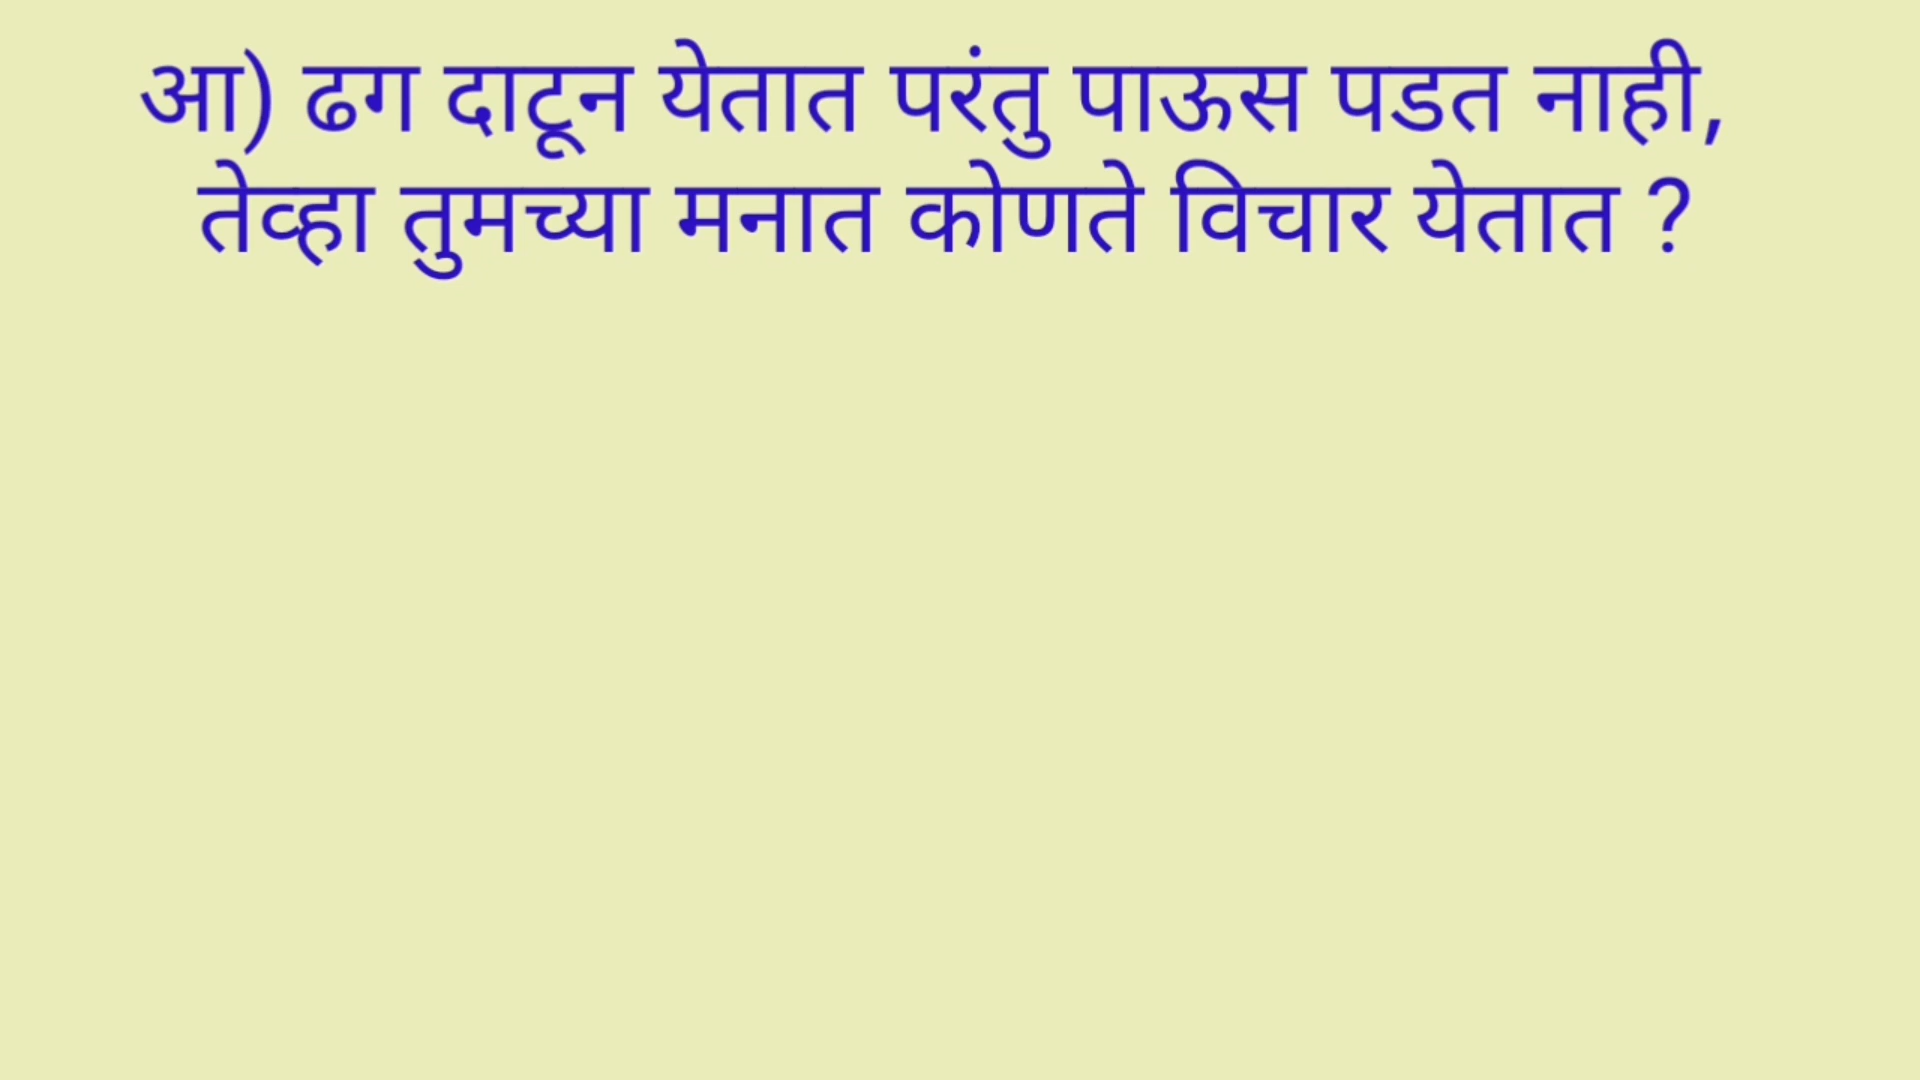 आ) ढग दाटून येतात परंतु पाऊस पडत नाही,
तेव्हा तुमच्या मनात कोणते विचार येतात ?